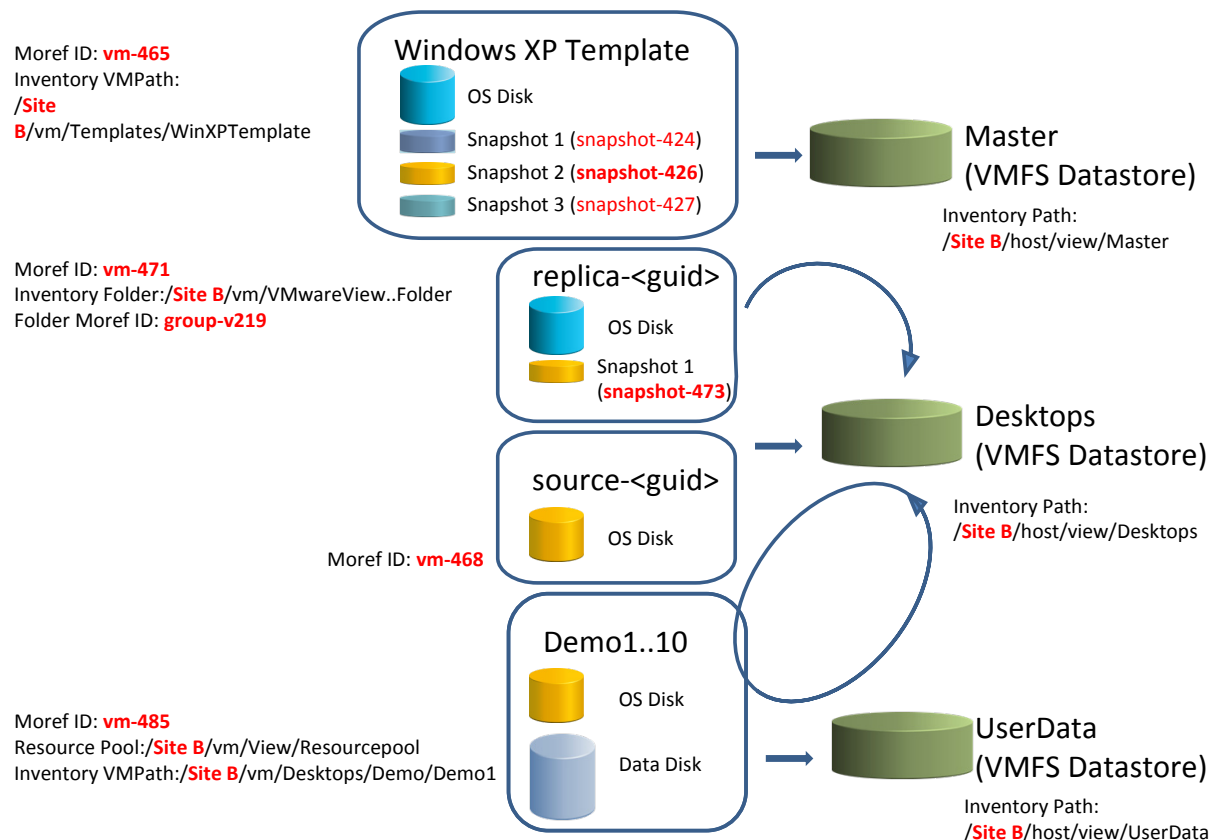 Moref ID: vm-465
Inventory VMPath:
/Site
B/vm/Templates/WinXPTemplate
Windows XP Template
OS Disk
Snapshot 1 (snapshot-424)
Snapshot 2 (snapshot-426)
Snapshot 3 (snapshot-427)
Master
(VMFS Datastore)
Inventory Path:
/Site B/host/view/Master
Moref ID: vm-471
Inventory Folder:/Site B/vm/VMwareView..Folder
Folder Moref ID: group-v219
replica-<guid>
OS Disk
Snapshot 1
(snapshot-473)
Desktops
(VMFS Datastore)
Inventory Path:
/Site B/host/view/Desktops
source-<guid>
OS Disk
Moref ID: vm-468
Demo1..10
OS Disk
Data Disk
Moref ID: vm-485
Resource Pool:/Site B/vm/View/Resourcepool
Inventory VMPath:/Site B/vm/Desktops/Demo/Demo1
UserData
(VMFS Datastore)
Inventory Path:
/Site B/host/view/UserData